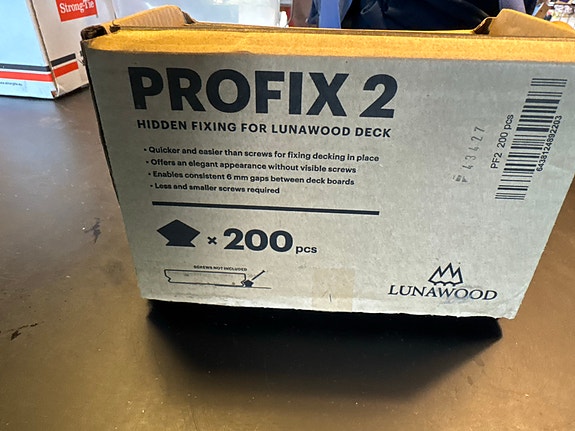 Strong-Tie
PROFIX 2
HIDDEN FIXING FOR LUNAWOOD DECK
• Quicker and easier than screws for fixing decking in place
• Offers an elegant appearance without visible screws
• Enables consistent 6 mm gaps between deck boards
• Less and smaller screws required
× 200 pcs
SCREWS NOT INCLUDED
LUNAWOOD
43427
PF2 200 pcs
6438124892203